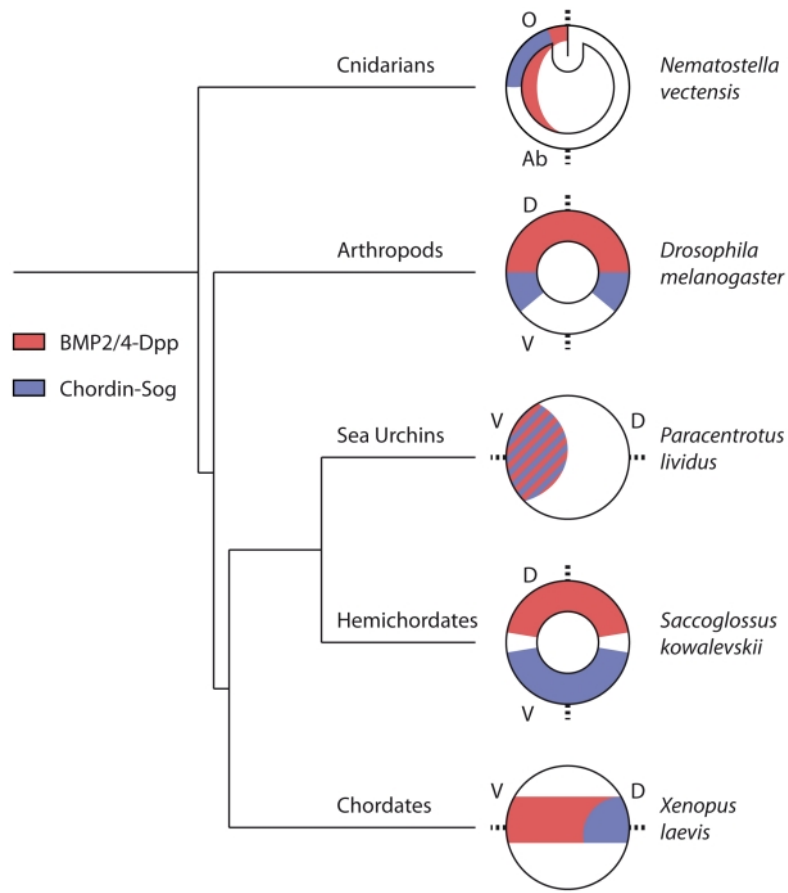 O
Cnidarians
Nematostella
vectensis
Ab
D
Arthropods
Drosophila
melanogaster
V
BMP2/4-Dpp
Chordin-Sog
Sea Urchins
V
D
Paracentrotus
lividus
D
Hemichordates
Saccoglossus
kowalevskii
V
Chordates
V
D
Xenopus
laevis